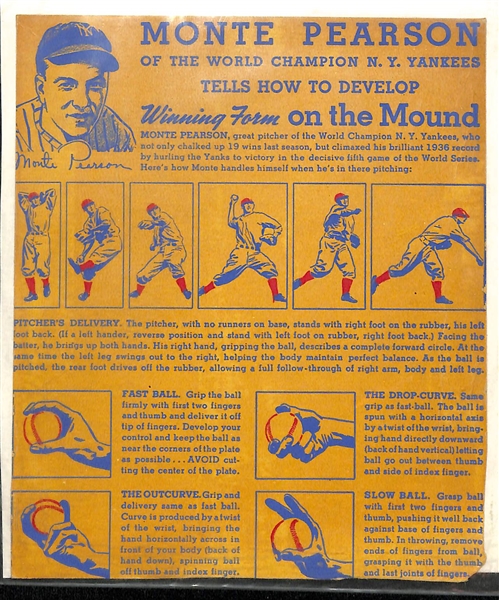 MONTE PEARSON
OF THE WORLD CHAMPION N. Y. YANKEES
TELLS HOW TO DEVELOP
Winning Form on the Mound
MONTE PEARSON, great pitcher of the World Champion N. Y. Yankees, who
not only chalked up 19 wins last season, but climaxed his brilliant 1936 record
by hurling the Yanks to victory in the decisive fifth game of the World Series.
Here's how Monte handles himself when he's in there pitching:
Monte Pearson
PITCHER'S DELIVERY. The pitcher, with no runners on base, stands with right foot on the rubber, his left
foot back. (If a left hander, reverse position and stand with left foot on rubber, right foot back.) Facing the
batter, he brings up both hands. His right hand, gripping the ball, describes a complete forward circle. At the
same time the left leg swings out to the right, helping the body maintain perfect balance. As the ball is
pitched, the rear foot drives off the rubber, allowing a full follow-through of right arm, body and left leg.
FAST BALL. Grip the ball
firmly with first two fingers
and thumb and deliver it off
tip of fingers. Develop your
control and keep the ball as
near the corners of the plate
as possible . . . AVOID cut-
ting the center of the plate.
THE DROP-CURVE. Same
grip as fast-ball. The ball is
spun with a horizontal axis
by a twist of the wrist, bring-
ing hand directly downward
(back of hand vertical) letting
ball go out between thumb
and side of index finger.
THE OUTCURVE. Grip and
delivery same as fast ball.
Curve is produced by a twist
of the wrist, bringing the
hand horizontally across in
front of your body (back of
hand down), spinning ball
off thumb and index finger.
SLOW BALL. Grasp ball
with first two fingers and
thumb, pushing it well back
against base of fingers and
thumb. In throwing, remove
ends of fingers from ball,
grasping it with the thumb
and last joints of fingers.